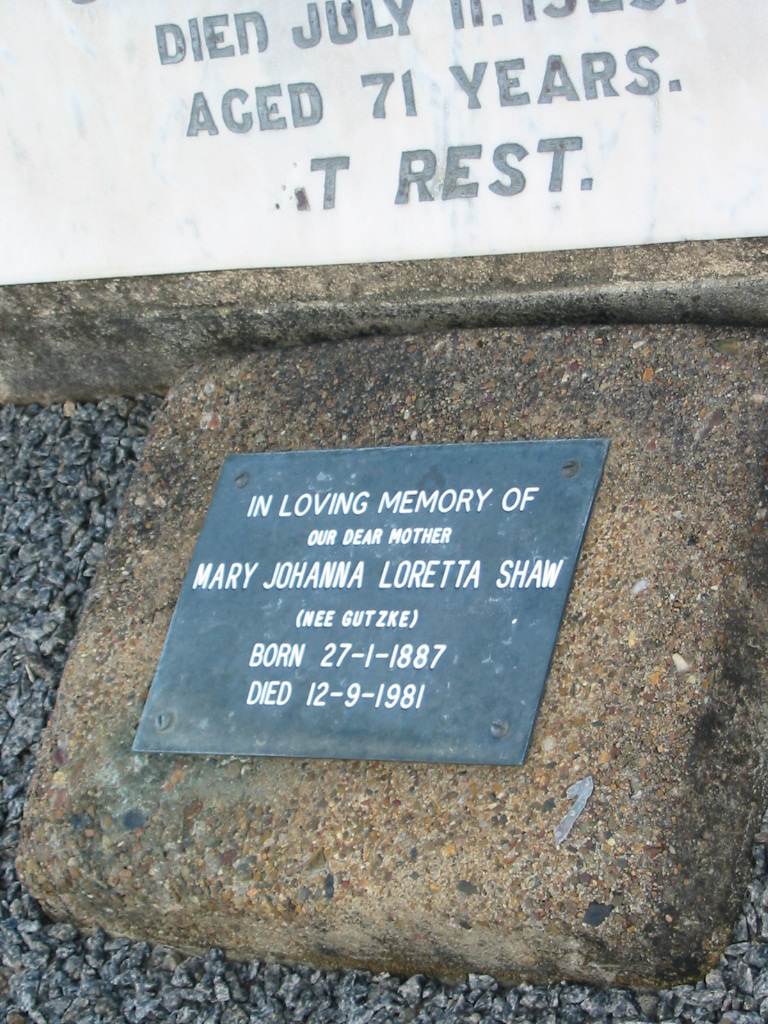 DIED JULY 11.
AGED 71 YEARS.
T REST.
IN LOVING MEMORY OF
OUR DEAR MOTHER
MARY JOHANNA LORETTA SHAW
(NEE GUTZKE)
BORN 27-1-1887
DIED 12-9-1981